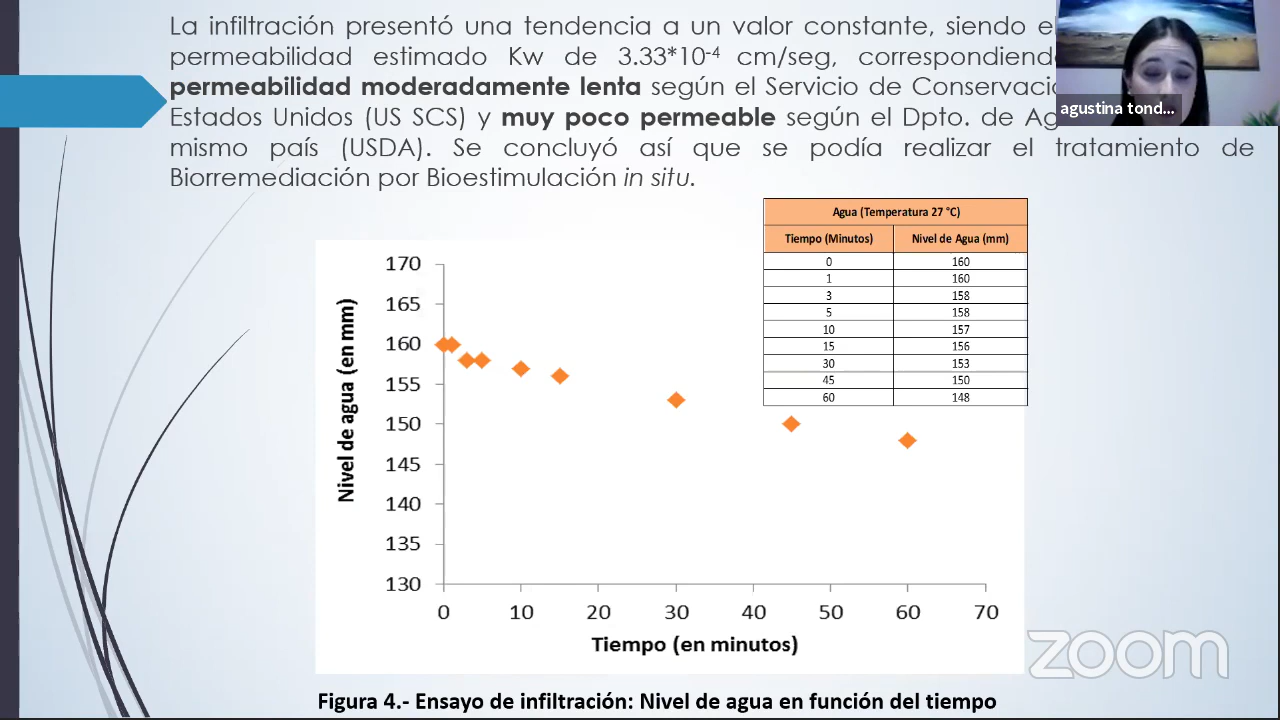 La infiltración presentó una tendencia a un valor constante, siendo
permeabilidad estimado Kw de 3.33*10⁻⁴ cm/seg,
permeabilidad moderadamente lenta según el Servicio de
Estados Unidos (US SCS) y muy poco permeable según el Dpto. de
mismo país (USDA). Se concluyó así que se podía realizar el tratamiento de
Biorremediación por Bioestimulación in situ.
agustina tond...
Agua (Temperatura 27 °C)
Tiempo (Minutos) Nivel de Agua (mm)
0 160
1 160
3 158
5 158
10 157
15 156
30 153
45 150
60 148
Nivel de agua (en mm)
170
165
160
155
150
145
140
135
130
0 10 20 30 40 50 60 70
Tiempo (en minutos)
zoom
Figura 4.- Ensayo de infiltración: Nivel de agua en función del tiempo